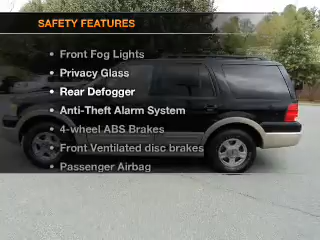 SAFETY FEATURES
• Front Fog Lights
• Privacy Glass
• Rear Defogger
• Anti-Theft Alarm System
• 4-wheel ABS Brakes
• Front Ventilated disc brakes
• Passenger Airbag